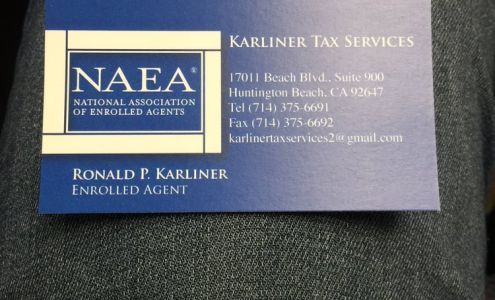 KARLINER TAX SERVICES
NAEA®
NATIONAL ASSOCIATION
OF ENROLLED AGENTS
17011 Beach Blvd., Suite 900
Huntington Beach, CA 92647
Tel (714) 375-6691
Fax (714) 375-6692
karlinertaxservices2@gmail.com
RONALD P. KARLINER
ENROLLED AGENT